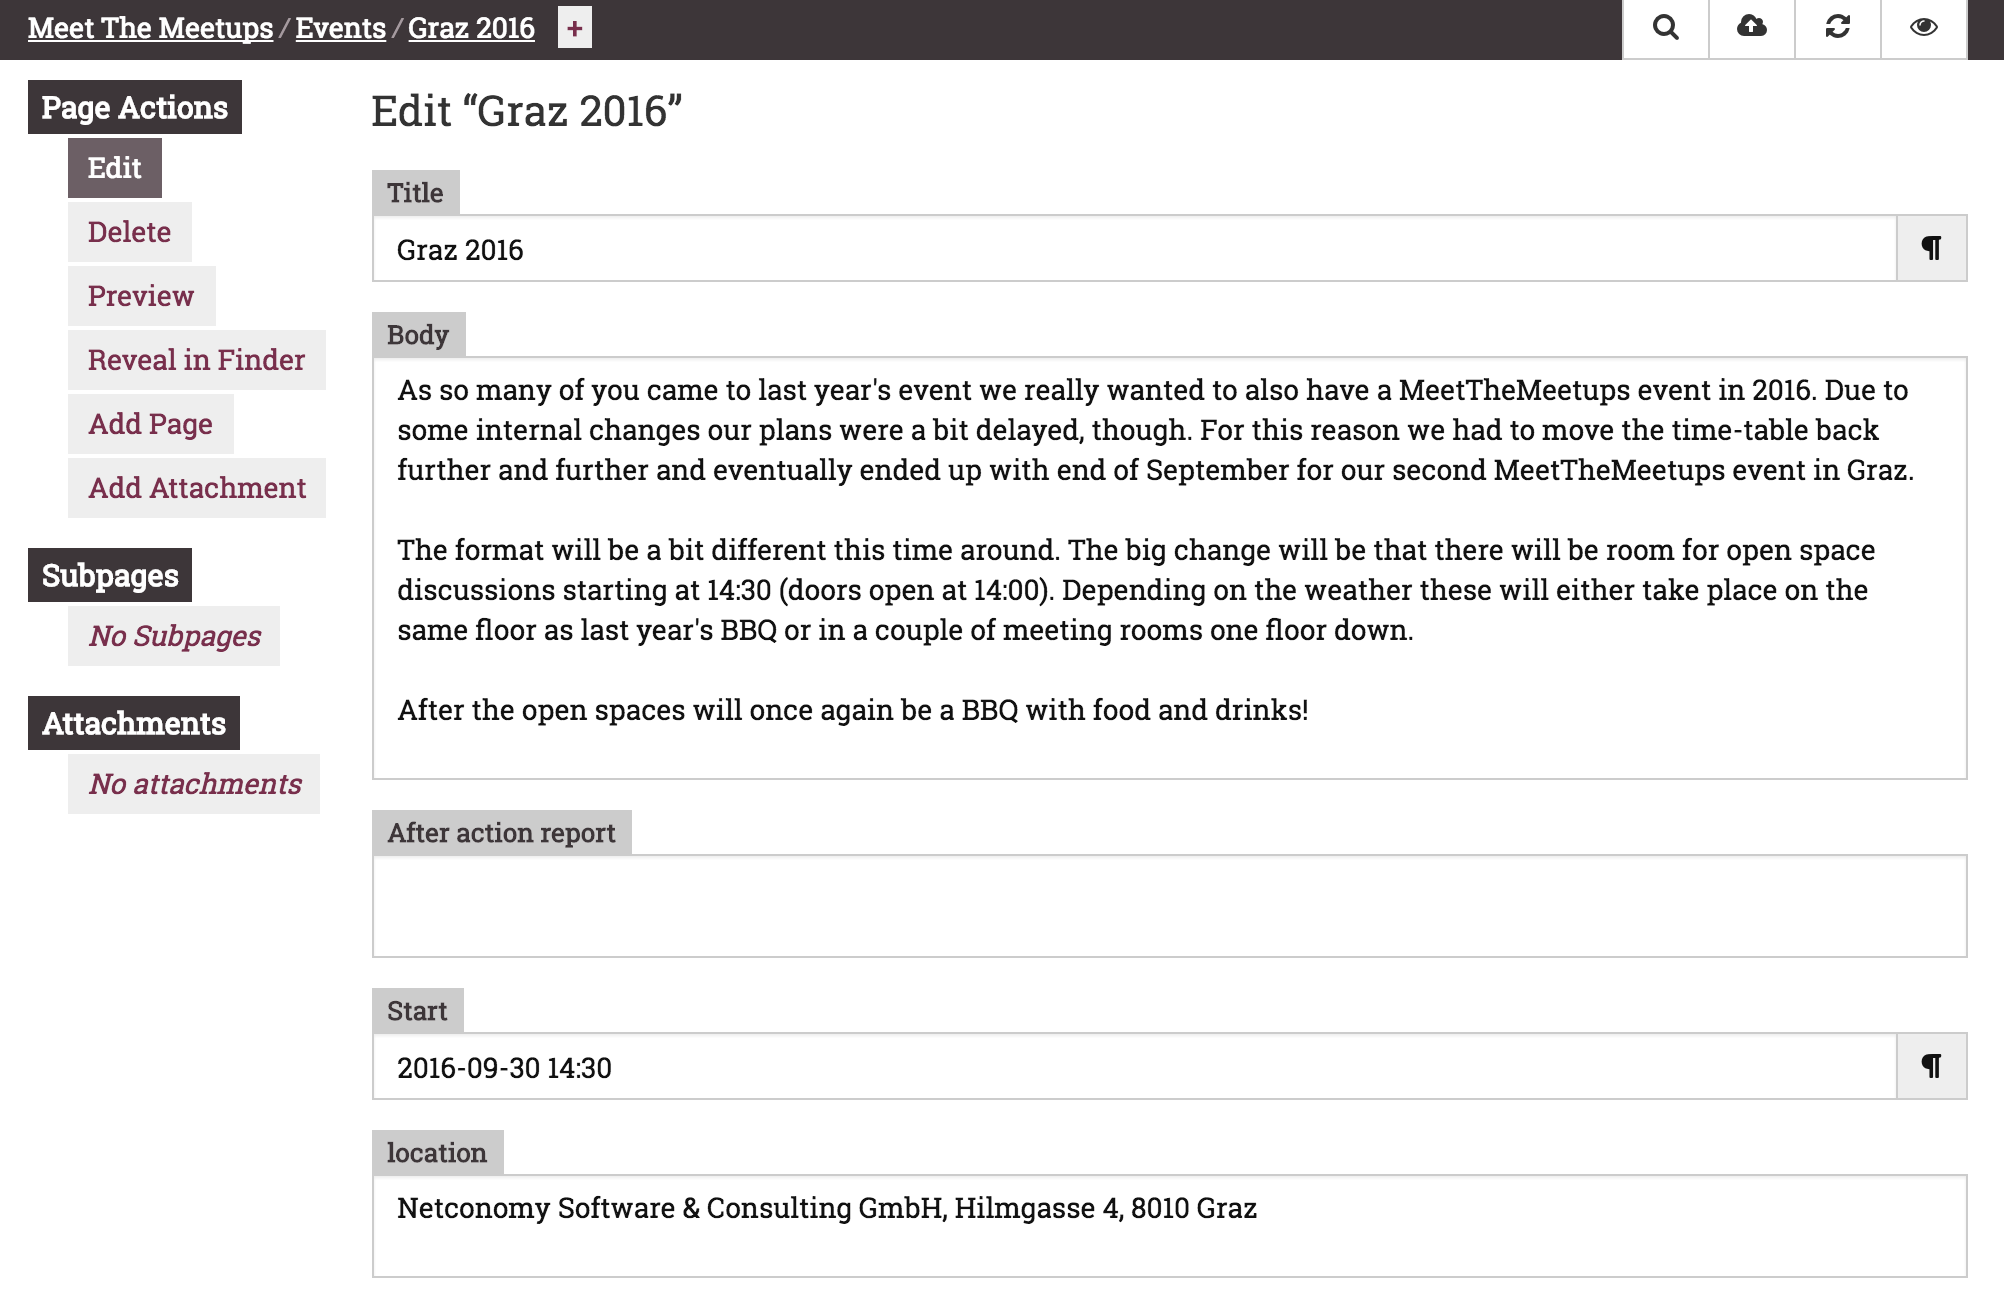 Meet The Meetups / Events / Graz 2016 +
Page Actions
Edit
Delete
Preview
Reveal in Finder
Add Page
Add Attachment
Subpages
No Subpages
Attachments
No attachments
Edit “Graz 2016”
Title
Graz 2016 ¶
Body
As so many of you came to last year's event we really wanted to also have a MeetTheMeetups event in 2016. Due to
some internal changes our plans were a bit delayed, though. For this reason we had to move the time-table back
further and further and eventually ended up with end of September for our second MeetTheMeetups event in Graz.
The format will be a bit different this time around. The big change will be that there will be room for open space
discussions starting at 14:30 (doors open at 14:00). Depending on the weather these will either take place on the
same floor as last year's BBQ or in a couple of meeting rooms one floor down.
After the open spaces will once again be a BBQ with food and drinks!
After action report
Start
2016-09-30 14:30 ¶
location
Netconomy Software & Consulting GmbH, Hilmgasse 4, 8010 Graz